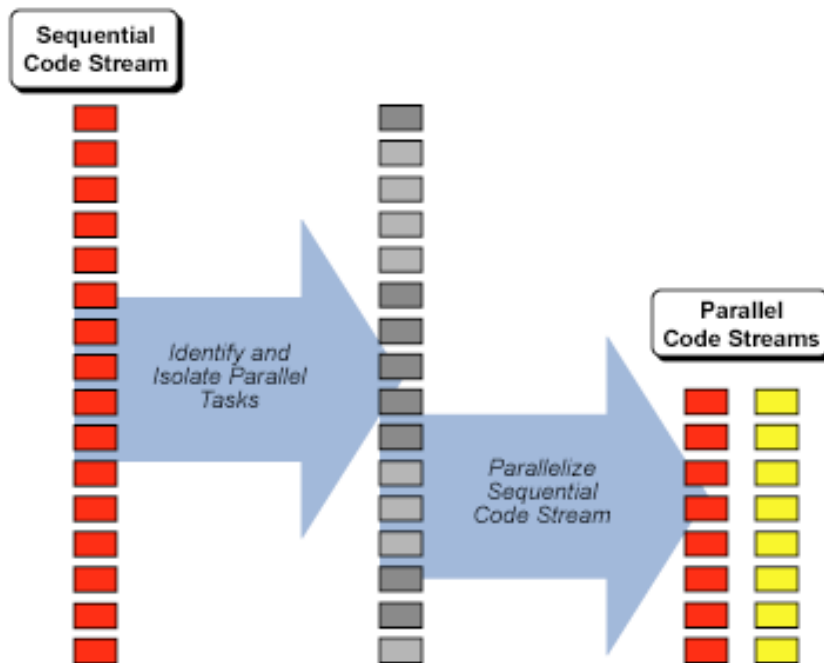 Sequential
Code Stream
Identify and
Isolate Parallel
Tasks
Parallel
Code Streams
Parallelize
Sequential
Code Stream